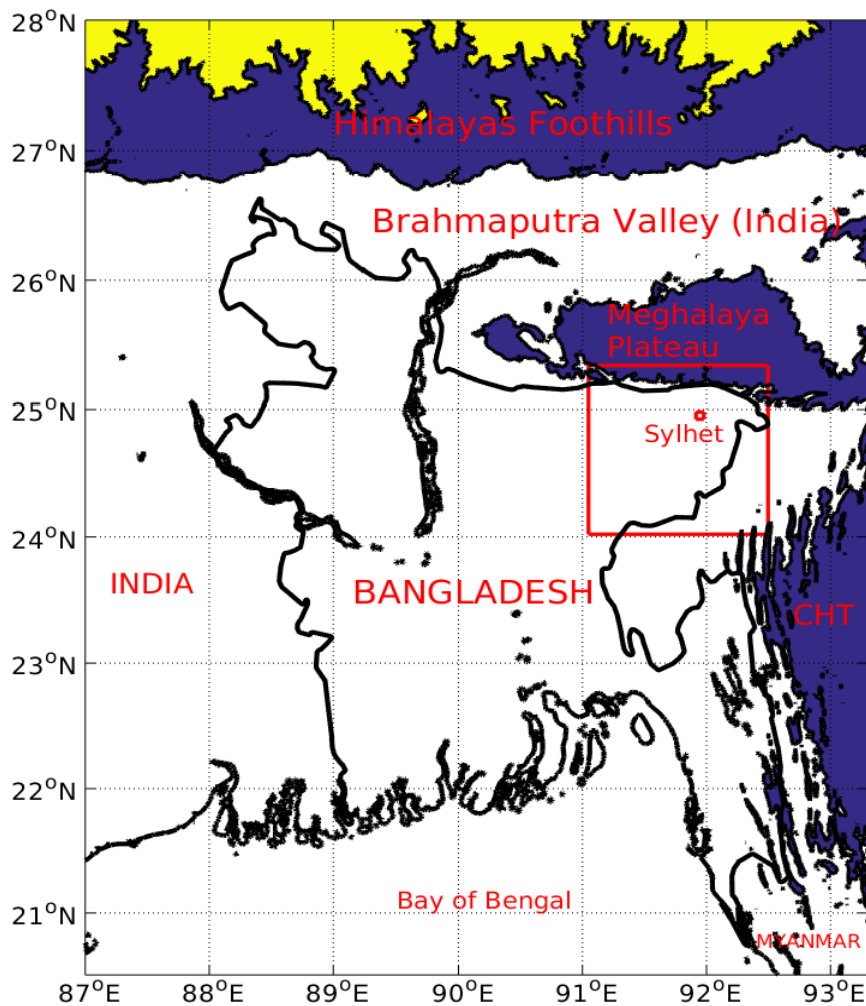 28°N
Himalayas Foothills
27°N
Brahmaputra Valley (India)
26°N
Meghalaya
Plateau
25°N
Sylhet
24°N
INDIA
BANGLADESH
CHT
23°N
22°N
Bay of Bengal
21°N
MYANMAR
87°E 88°E 89°E 90°E 91°E 92°E 93°E